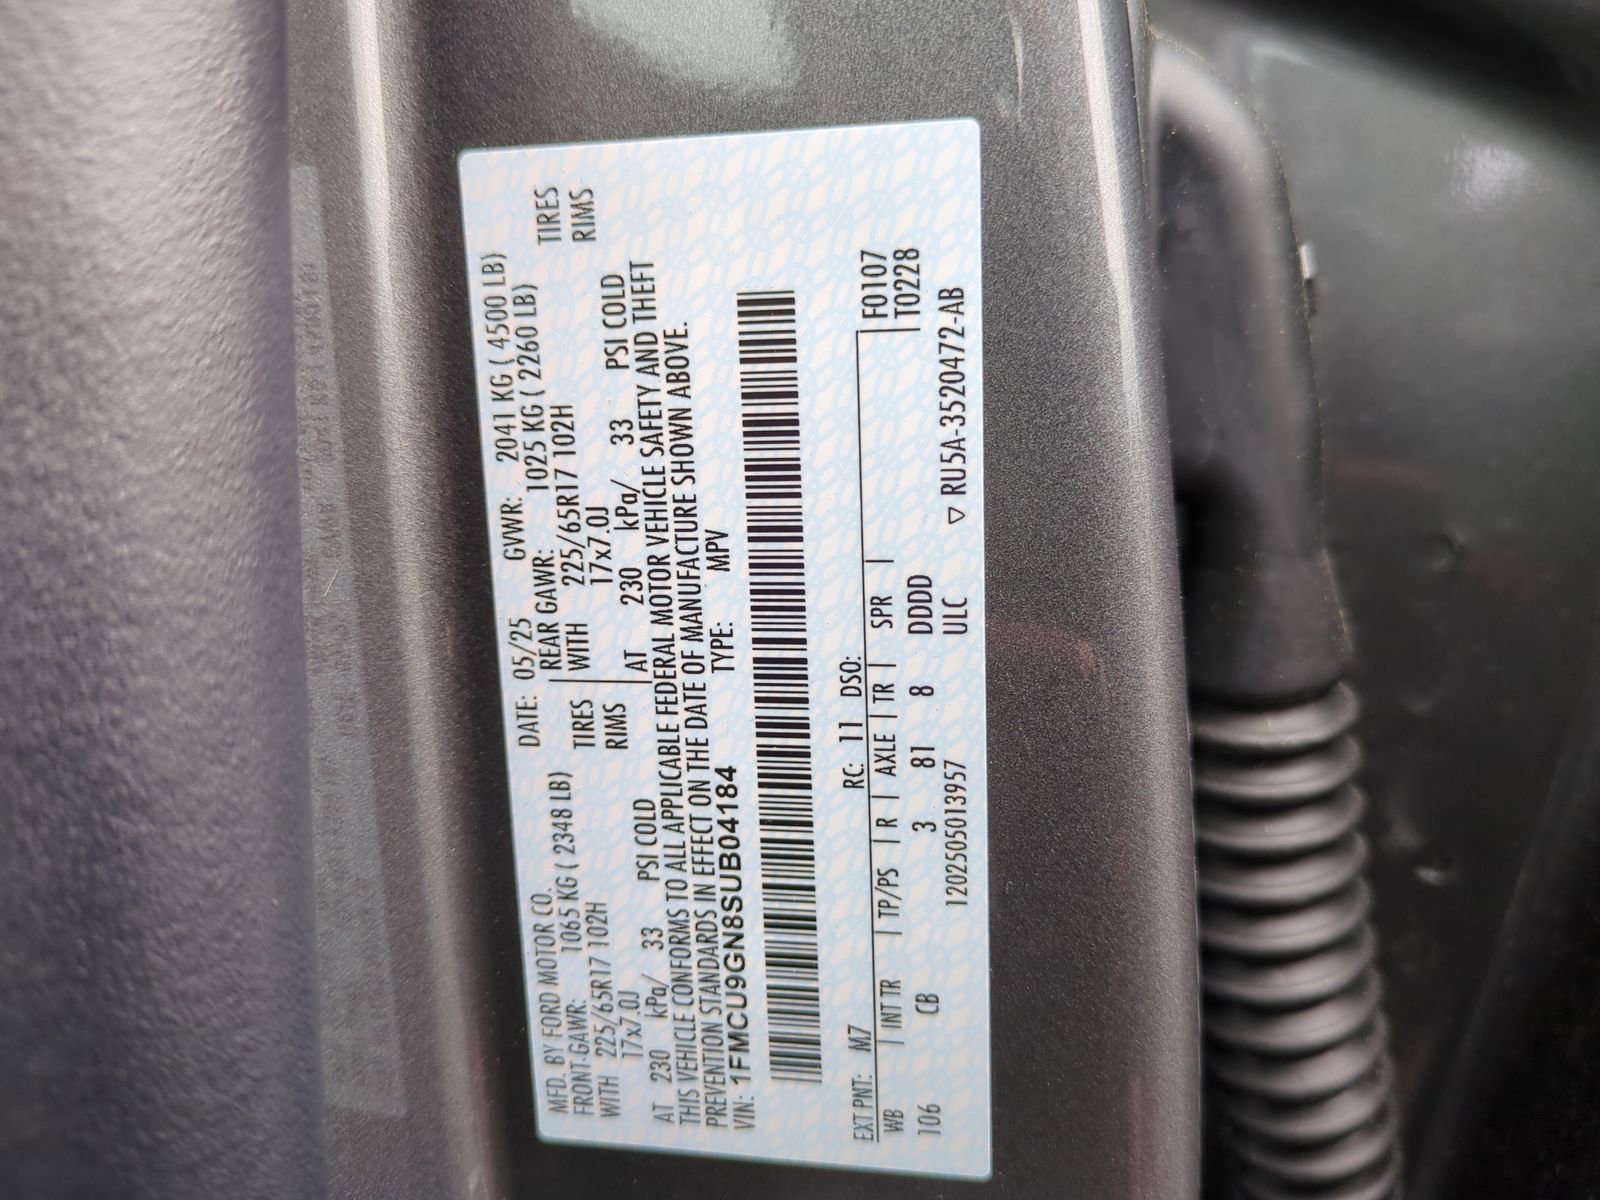 MFD. BY FORD MOTOR CO. DATE: 05/25 GVWR: 2041 KG ( 4500 LB)
FRONT-GAWR: 1065 KG ( 2348 LB) REAR GAWR: 1025 KG ( 2260 LB)
WITH 225/65R17 102H TIRES WITH 225/65R17 102H TIRES
17x7.0J RIMS 17x7.0J RIMS
AT 230 kPa/ 33 PSI COLD AT 230 kPa/ 33 PSI COLD
THIS VEHICLE CONFORMS TO ALL APPLICABLE FEDERAL MOTOR VEHICLE SAFETY AND THEFT
PREVENTION STANDARDS IN EFFECT ON THE DATE OF MANUFACTURE SHOWN ABOVE.
VIN: 1FMCU9GN8SUB04184 TYPE: MPV
EXT PNT: M7 RC: 11 DSO: F0107
WB | INT TR | TP/PS | R | AXLE | TR | SPR | T0228
106 CB 3 81 8 DDDD
1202505013957 ULC ▽ RU5A-3520472-AB